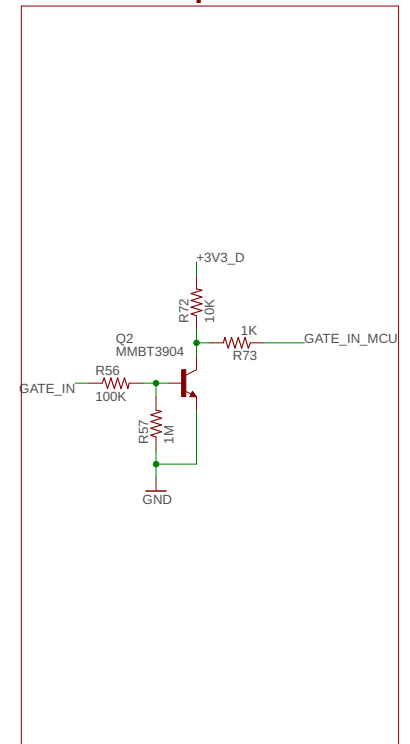 +3V3_D
R72
10K
1K
GATE_IN_MCU
R73
Q2
MMBT3904
R56
GATE_IN
100K
R57
1M
GND